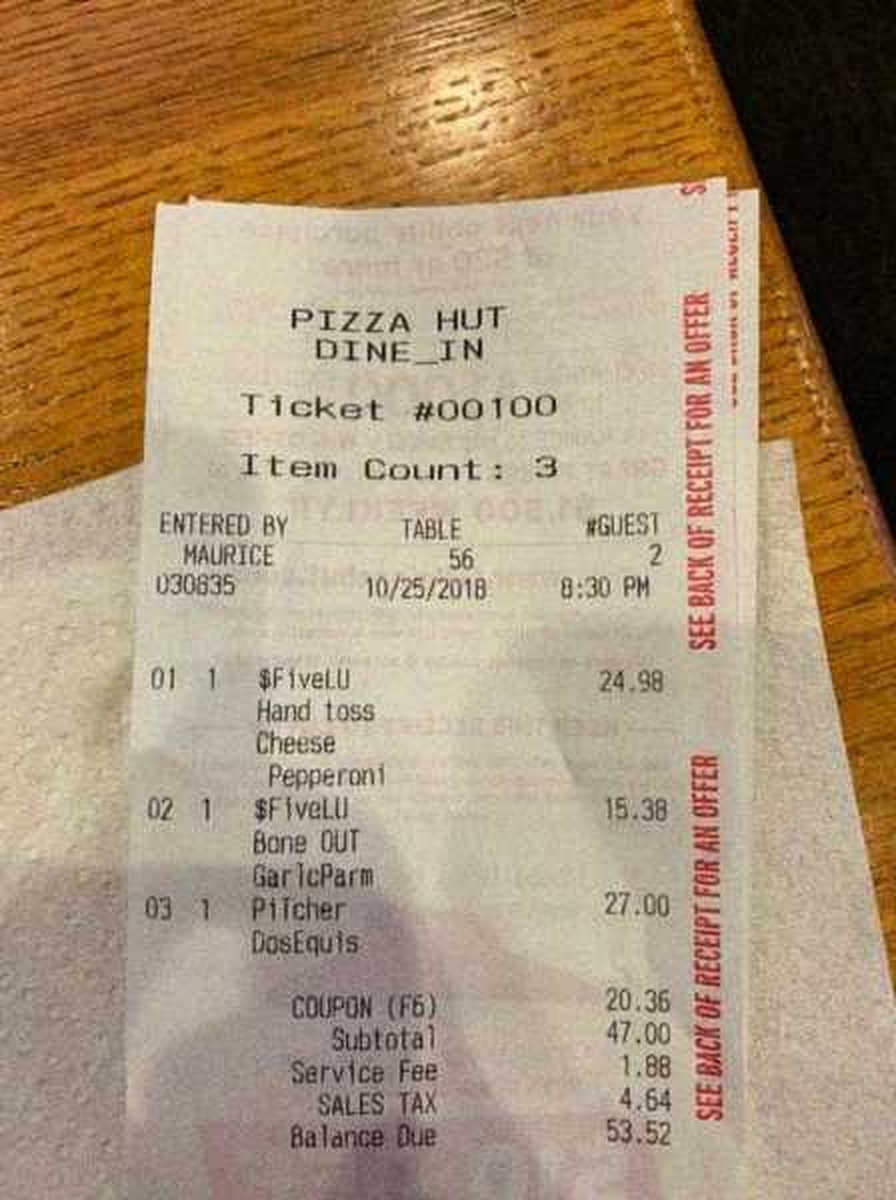 PIZZA HUT
DINE_IN
Ticket #00100
Item Count: 3
ENTERED BY TABLE #GUEST
MAURICE 56 2
030835 10/25/2018 8:30 PM
01 1 $FiveLU 24.98
Hand toss
Cheese
Pepperoni
02 1 $FiveLU 15.38
Bone OUT
GarlcParm
03 1 PiTcher 27.00
DosEquis
COUPON (F6) 20.36
Subtotal 47.00
Service Fee 1.88
SALES TAX 4.64
Balance Due 53.52
SEE BACK OF RECEIPT FOR AN OFFER
SEE BACK OF RECEIPT FOR AN OFFER